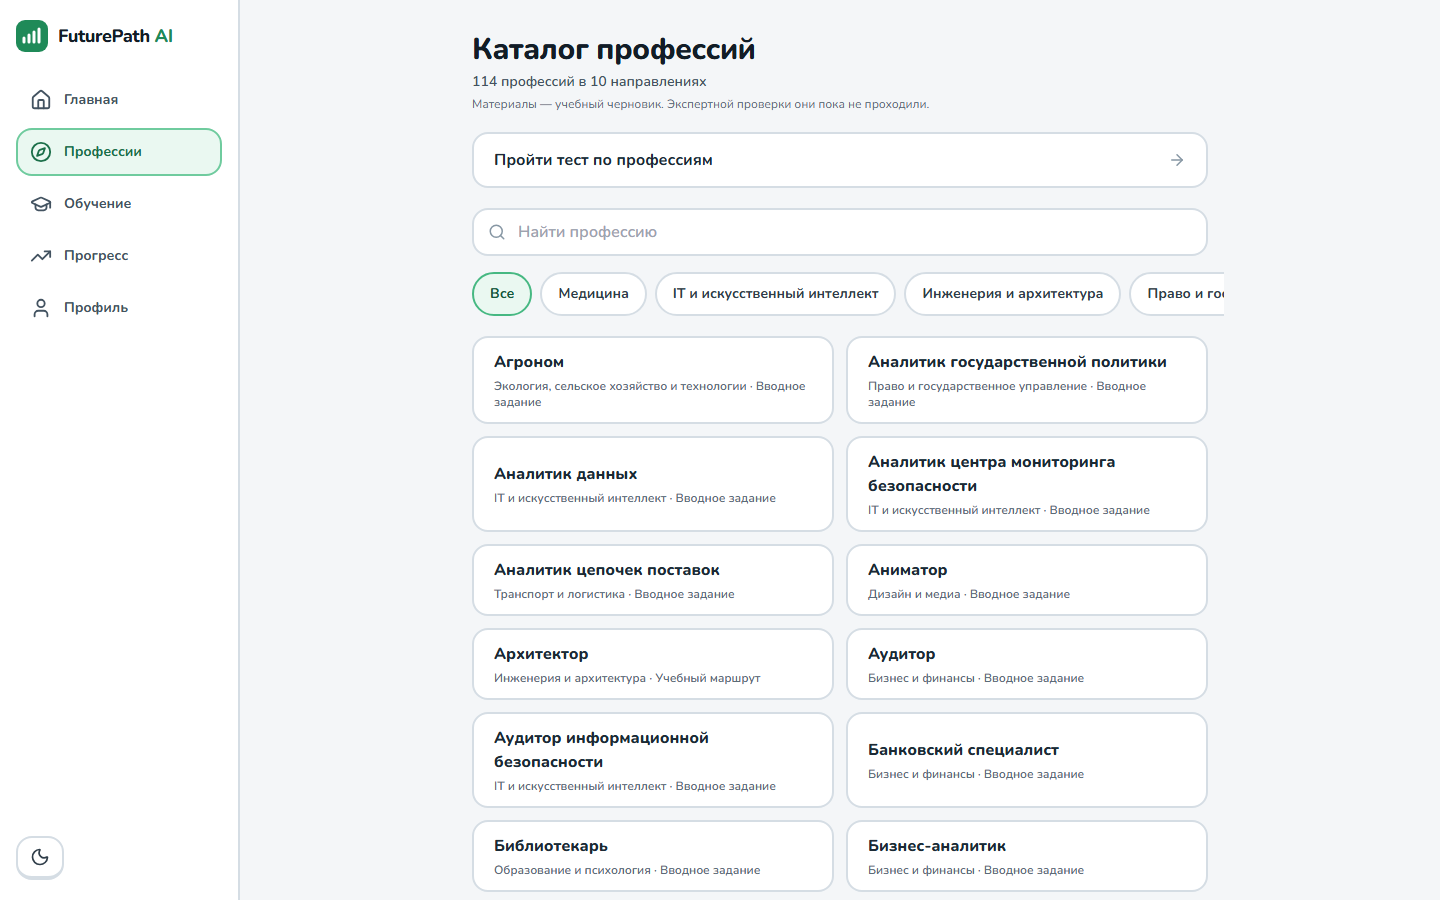 FuturePath AI
Главная
Профессии
Обучение
Прогресс
Профиль
Каталог профессий
114 профессий в 10 направлениях
Материалы — учебный черновик. Экспертной проверки они пока не проходили.
Пройти тест по профессиям
Найти профессию
Все
Медицина
IT и искусственный интеллект
Инженерия и архитектура
Право и го
Агроном
Экология, сельское хозяйство и технологии · Вводное
задание
Аналитик государственной политики
Право и государственное управление · Вводное
задание
Аналитик данных
IT и искусственный интеллект · Вводное задание
Аналитик центра мониторинга
безопасности
IT и искусственный интеллект · Вводное задание
Аналитик цепочек поставок
Транспорт и логистика · Вводное задание
Аниматор
Дизайн и медиа · Вводное задание
Архитектор
Инженерия и архитектура · Учебный маршрут
Аудитор
Бизнес и финансы · Вводное задание
Аудитор информационной
безопасности
IT и искусственный интеллект · Вводное задание
Банковский специалист
Бизнес и финансы · Вводное задание
Библиотекарь
Образование и психология · Вводное задание
Бизнес-аналитик
Бизнес и финансы · Вводное задание